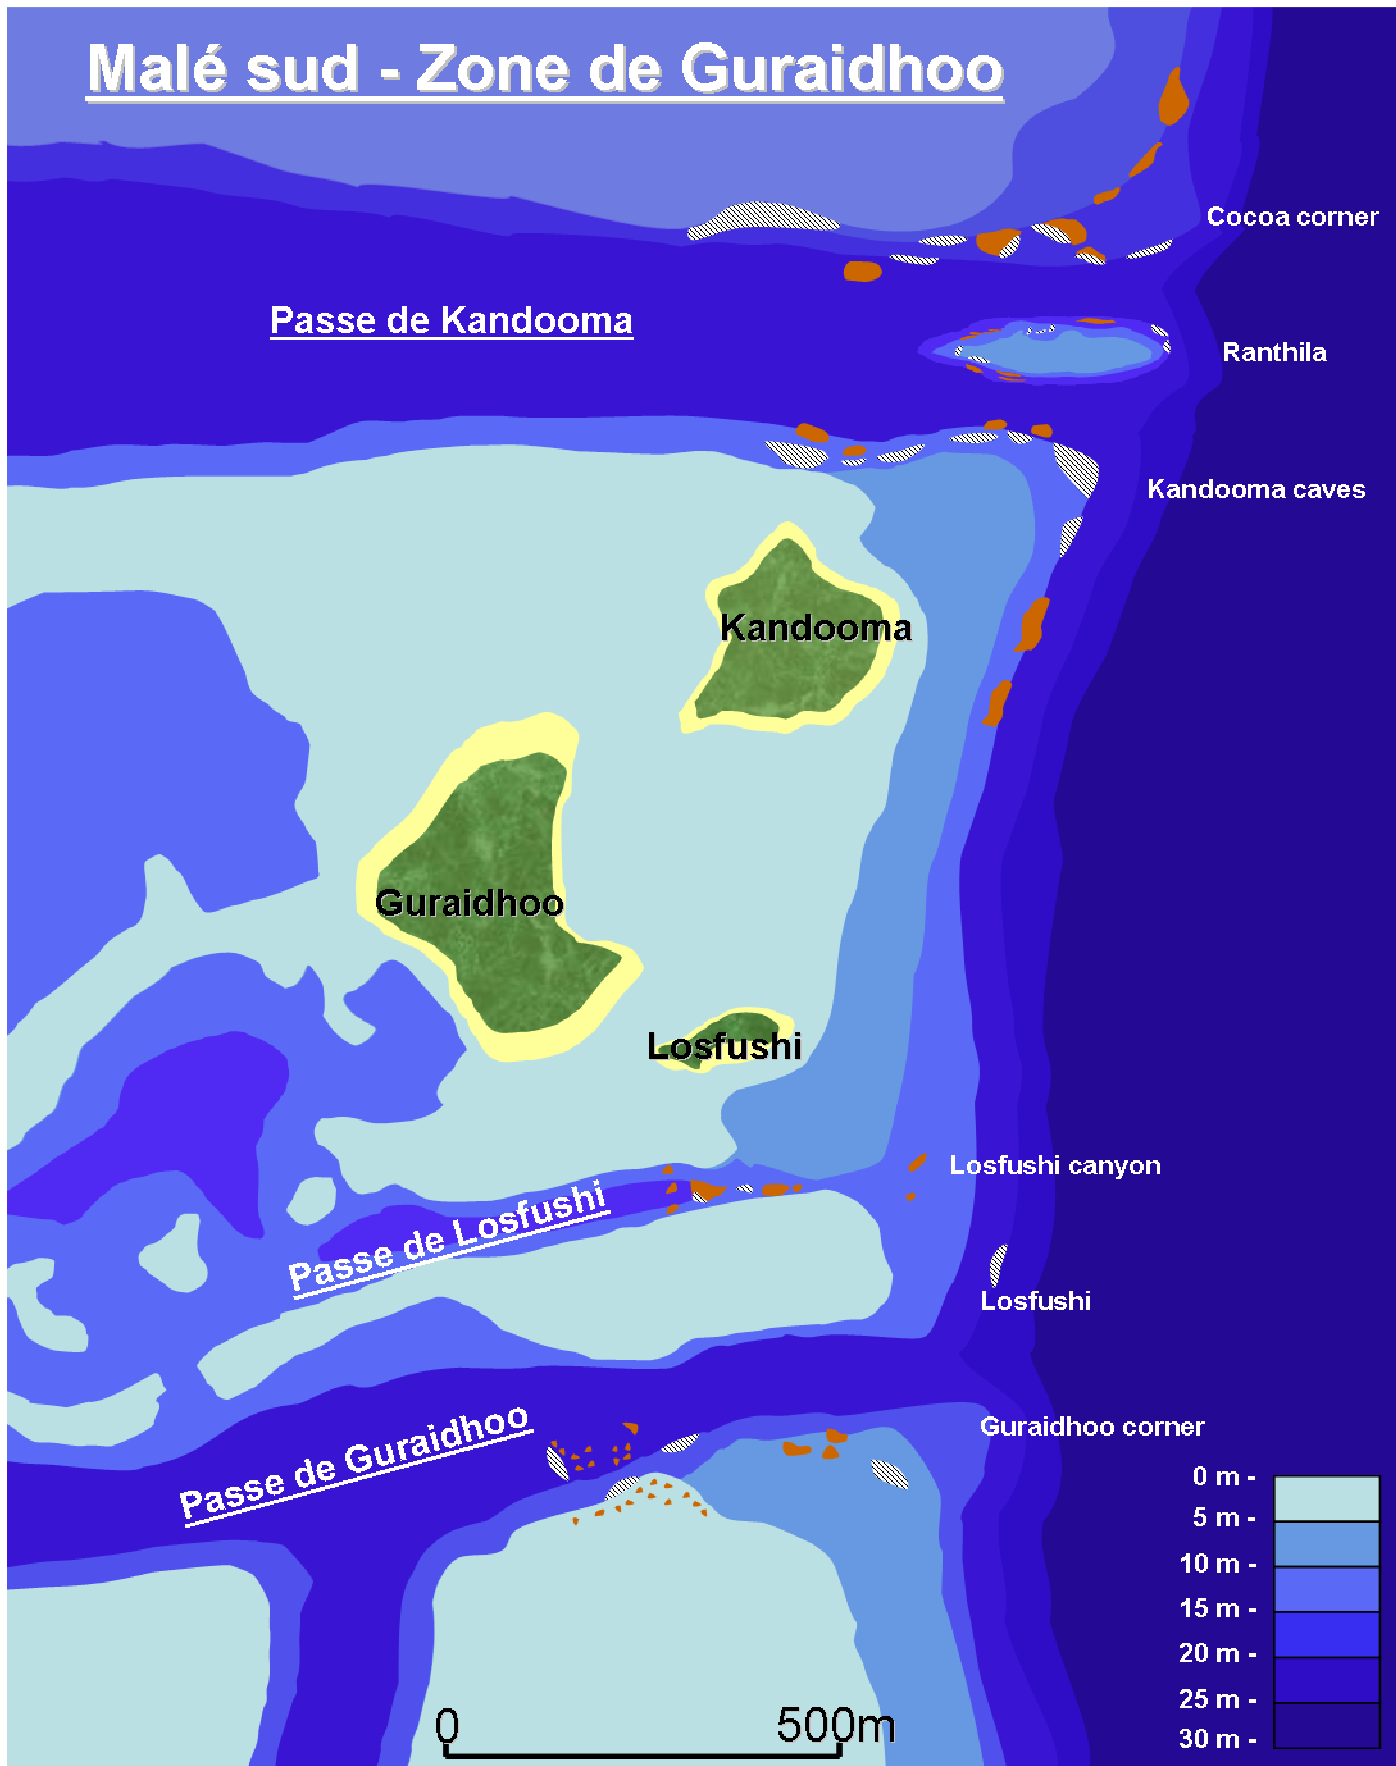 Malé sud - Zone de Guraidhoo
Cocoa corner
Passe de Kandooma
Ranthila
Kandooma caves
Kandooma
Guraidhoo
Losfushi
Losfushi canyon
Passe de Losfushi
Losfushi
Guraidhoo corner
Passe de Guraidhoo
0 m -
5 m -
10 m -
15 m -
20 m -
25 m -
30 m -
0 500m